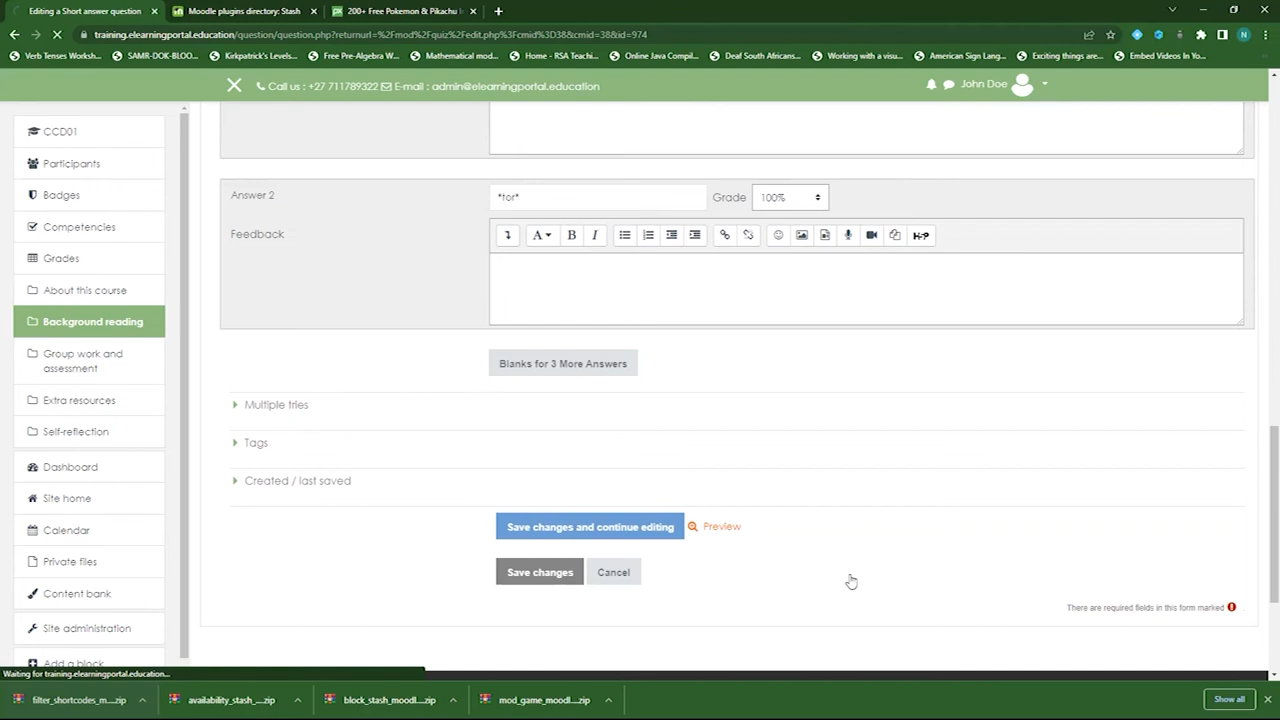 Editing a Short answer question
Moodle plugins directory: Stash
200+ Free Pokemon & Pikachu I
training.elearningportal.education/question/question.php?returnurl=%2Fmod%2Fquiz%2Fedit.php%3Fcmid%3D38&cmid=38&id=974
Verb Tenses Worksh...
SAMR-DOK-BLOO...
Kirkpatrick's Levels...
Free Pre-Algebra W...
Mathematical mod...
Home - RSA Teachi...
Online Java Compil...
Deaf South Africans...
Working with a visu...
American Sign Lang...
Exciting things are...
Embed Videos In Yo...
Call us : +27 711789322 E-mail : admin@elearningportal.education
John Doe
CCD01
Participants
Badges
Competencies
Grades
About this course
Background reading
Group work and
assessment
Extra resources
Self-reflection
Dashboard
Site home
Calendar
Private files
Content bank
Site administration
Add a block
Answer 2
*tor*
Grade
100%
Feedback
A
B
I
H-P
Blanks for 3 More Answers
Multiple tries
Tags
Created / last saved
Save changes and continue editing
Preview
Save changes
Cancel
There are required fields in this form marked
Waiting for training.elearningportal.education...
filter_shortcodes_m....zip
availability_stash_....zip
block_stash_moodl....zip
mod_game_moodl....zip
Show all